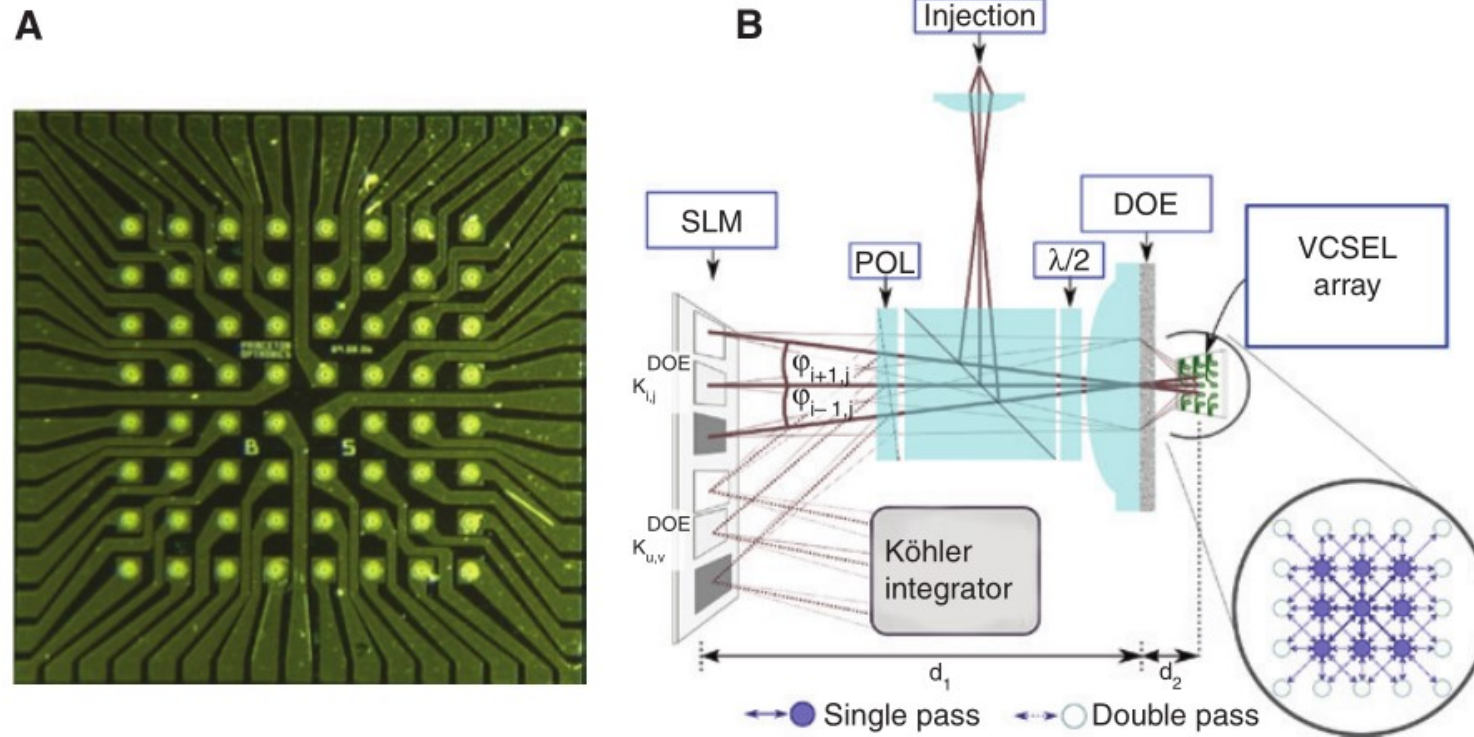 A
B
Injection
SLM
DOE
POL
λ/2
VCSEL
array
DOE
K i,j
φ i+1,j
φ i−1,j
DOE
K u,v
Köhler
integrator
d 1
d 2
Single pass
Double pass
PRINCETON
OPTRONICS
B
S